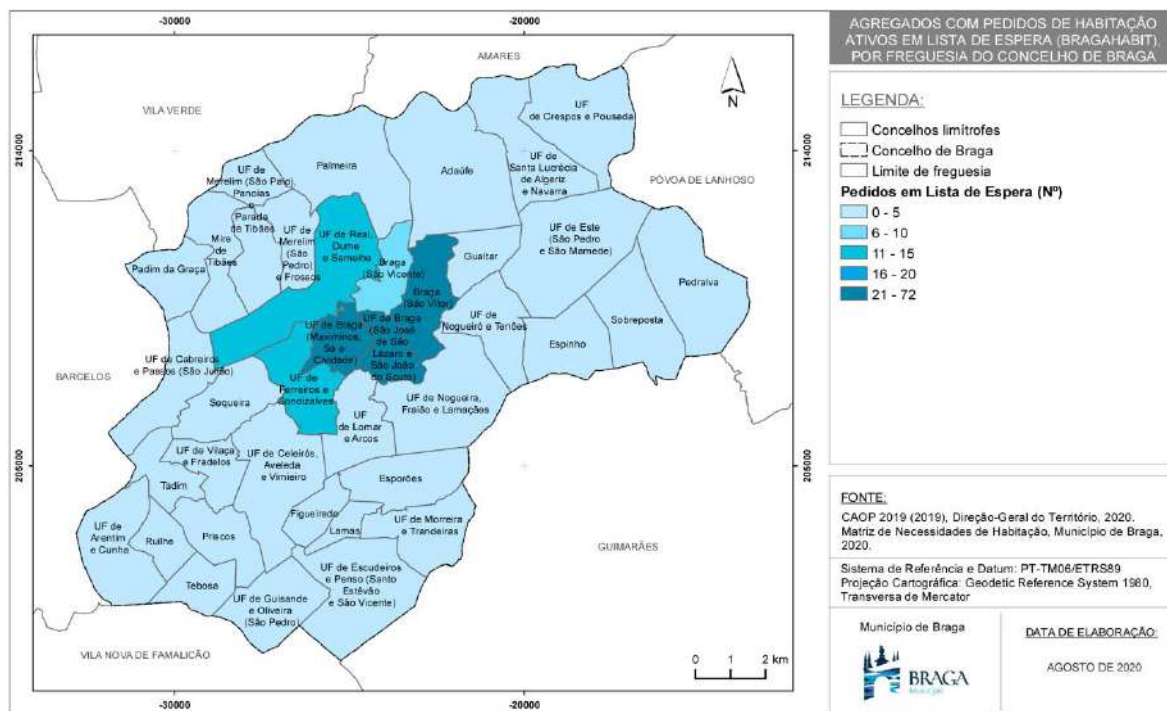 -30000
-20000
AMARES
VILA VERDE
N
214000
214000
UF
de Crespos e Pousada
UF de
Merelim (São Paio),
Panoias
e
Parada
de Tibães
Palmeira
Adaúfe
UF de
Santa Lucrécia
de Algeriz
e Navarra
PÓVOA DE LANHOSO
Mire
de
Tibães
UF de
Merelim
(São
Pedro) e
Frossos
UF de Real,
Dume
e Semelhe
Braga
(São Vicente)
Gualtar
UF de Este
(São Pedro
e São Mamede)
Padim da Graça
Pedralva
Braga
(São Vítor)
UF de Braga
(Maximinos,
Sé e
Cividade)
UF de Braga
(São José
de São
Lázaro e
São João
do Souto)
UF de
Nogueiró e Tenões
Sobreposta
Espinho
UF de Cabreiros
e Passos (São Julião)
BARCELOS
Sequeira
UF de
Ferreiros e
Gondizalves
UF
de Lomar
e Arcos
UF de Nogueira,
Fraião e Lamaçães
205000
205000
UF de Vilaça
e Fradelos
UF de Celeirós,
Aveleda
e Vimieiro
Tadim
Esporões
UF de
Arentim
e Cunha
Ruilhe
Priscos
Figueiredo
Lamas
UF de Morreira
e Trandeiras
GUIMARÃES
Tebosa
UF de Escudeiros
e Penso (Santo
Estêvão
e São Vicente)
UF de Guisande
e Oliveira
(São Pedro)
VILA NOVA DE FAMALICÃO
0 1 2 km
-30000
-20000
AGREGADOS COM PEDIDOS DE HABITAÇÃO
ATIVOS EM LISTA DE ESPERA (BRAGAHABIT),
POR FREGUESIA DO CONCELHO DE BRAGA
LEGENDA:
Concelhos limítrofes
Concelho de Braga
Limite de freguesia
Pedidos em Lista de Espera (Nº)
0 - 5
6 - 10
11 - 15
16 - 20
21 - 72
FONTE:
CAOP 2019 (2019), Direção-Geral do Território, 2020.
Matriz de Necessidades de Habitação, Município de Braga,
2020.
Sistema de Referência e Datum: PT-TM06/ETRS89
Projeção Cartográfica: Geodetic Reference System 1980,
Transversa de Mercator
Município de Braga
BRAGA
Município
DATA DE ELABORAÇÃO:
AGOSTO DE 2020